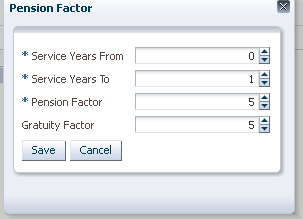 Pension Factor
* Service Years From 0
* Service Years To 1
* Pension Factor 5
Gratuity Factor 5
Save Cancel